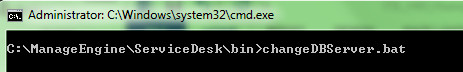 Administrator: C:\Windows\system32\cmd.exe
C:\ManageEngine\ServiceDesk\bin>changeDBServer.bat